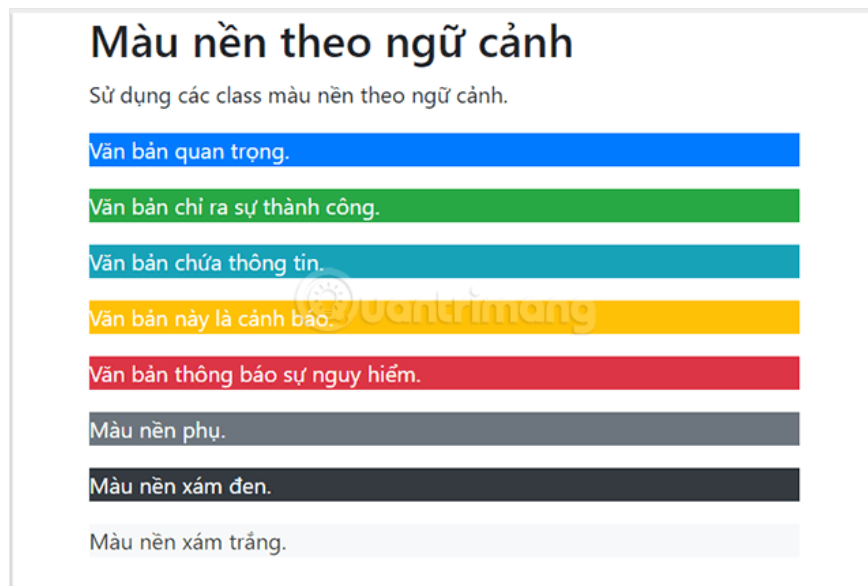 Màu nền theo ngữ cảnh
Sử dụng các class màu nền theo ngữ cảnh.
Văn bản quan trọng.
Văn bản chỉ ra sự thành công.
Văn bản chứa thông tin.
Văn bản này là cảnh báo.
Quantrimang
Văn bản thông báo sự nguy hiểm.
Màu nền phụ.
Màu nền xám đen.
Màu nền xám trắng.